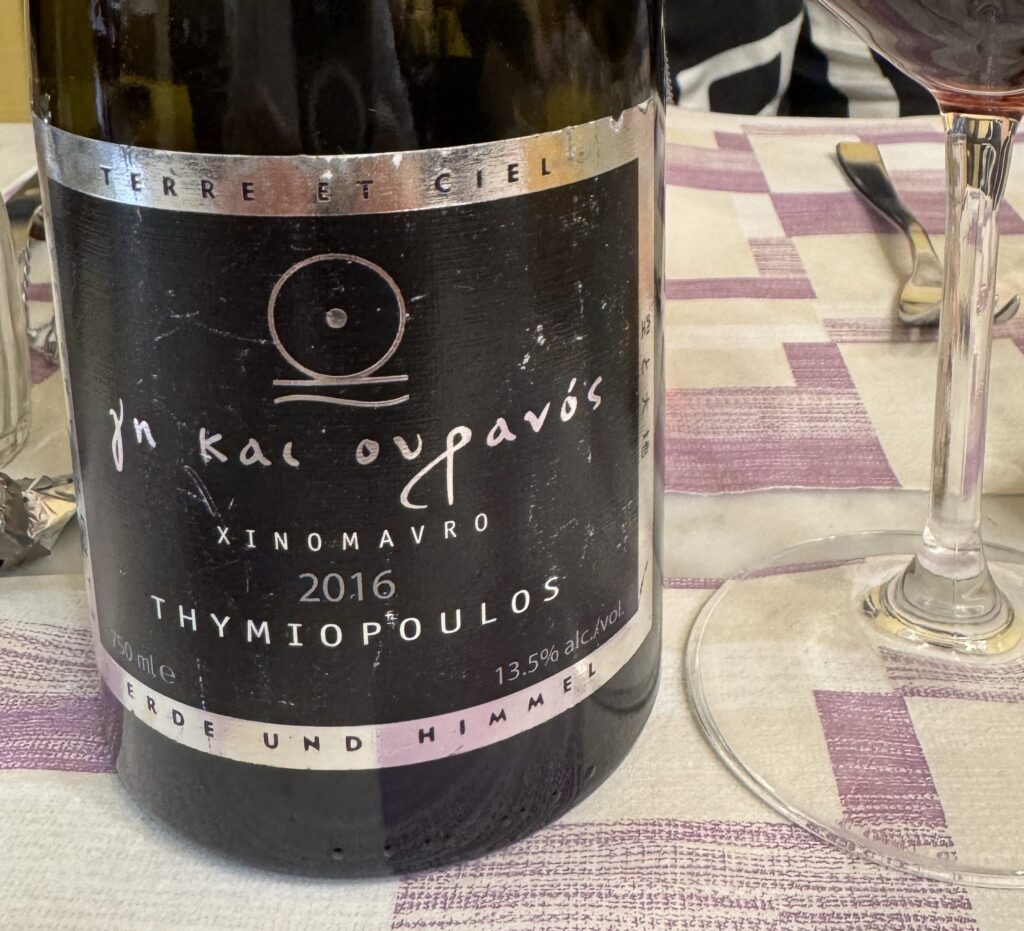 TERRE ET CIEL
γη και ουρανός
XINOMAVRO
2016
THYMIOPOULOS
750 ml e
13.5% alc./vol.
ERDE UND HIMMEL